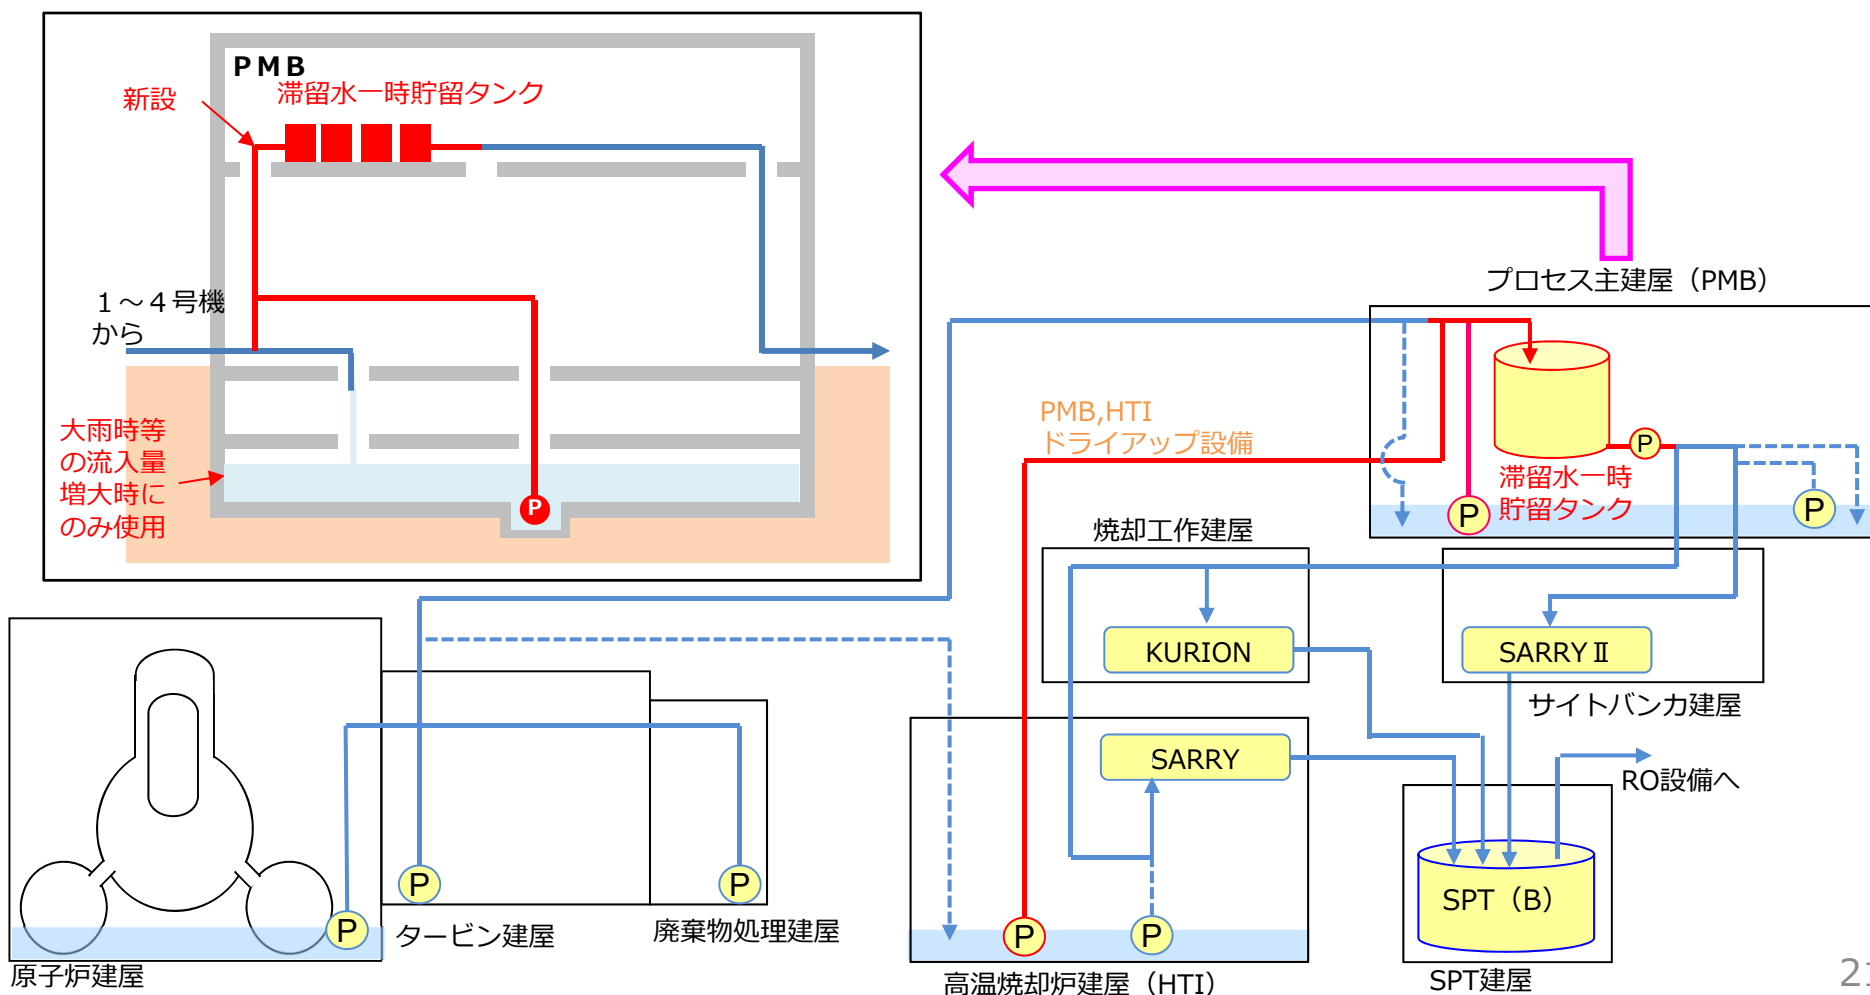 PMB
新設
滞留水一時貯留タンク
１～４号機
から
大雨時等
の流入量
増大時に
のみ使用
P
プロセス主建屋（PMB）
PMB,HTI
ドライアップ設備
P
滞留水一時
貯留タンク
P
P
焼却工作建屋
KURION
SARRYⅡ
サイトバンカ建屋
SARRY
RO設備へ
SPT（B）
P
P
P
P
P
タービン建屋
廃棄物処理建屋
原子炉建屋
高温焼却炉建屋（HTI）
SPT建屋